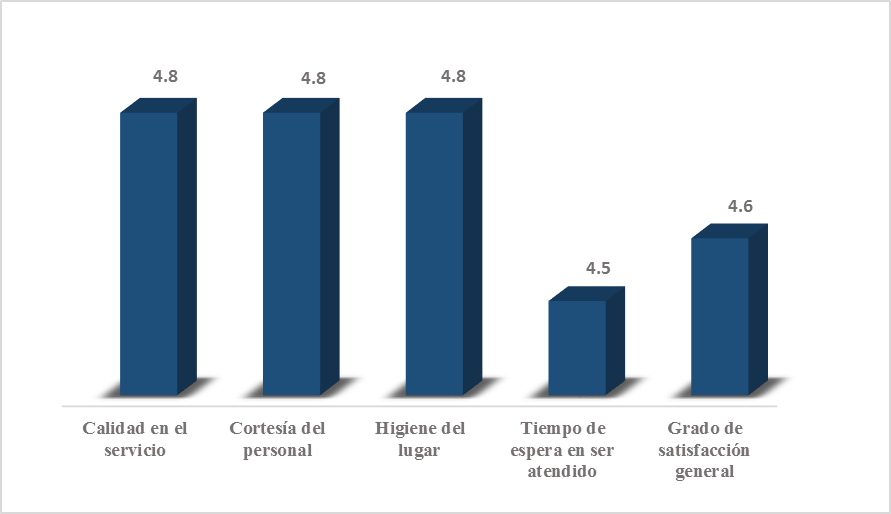 4.8
4.8
4.8
4.5
4.6
Calidad en el
servicio
Cortesía del
personal
Higiene del
lugar
Tiempo de
espera en ser
atendido
Grado de
satisfacción
general